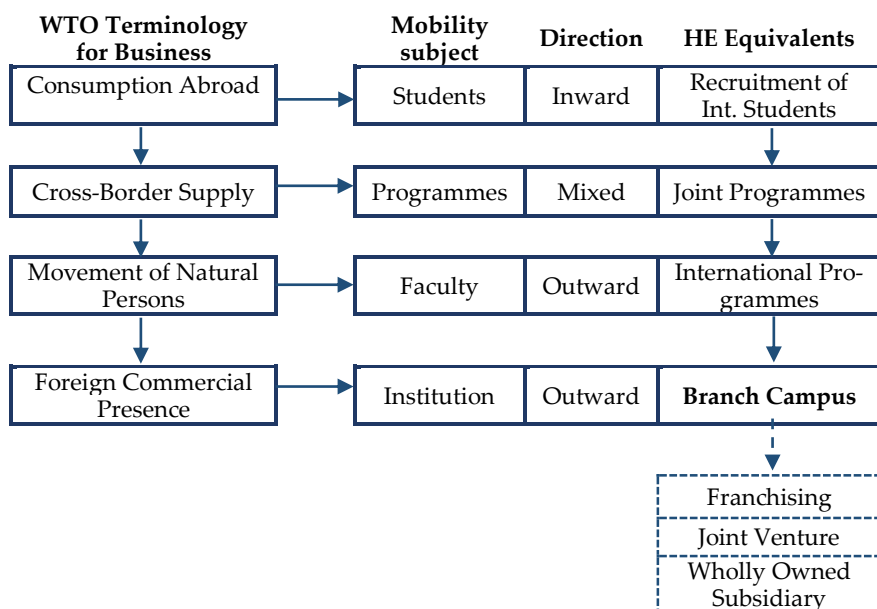 WTO Terminology
for Business
Mobility
subject
Direction
HE Equivalents
Consumption Abroad
Students
Inward
Recruitment of
Int. Students
Cross-Border Supply
Programmes
Mixed
Joint Programmes
Movement of Natural
Persons
Faculty
Outward
International Pro-
grammes
Foreign Commercial
Presence
Institution
Outward
Branch Campus
Franchising
Joint Venture
Wholly Owned
Subsidiary